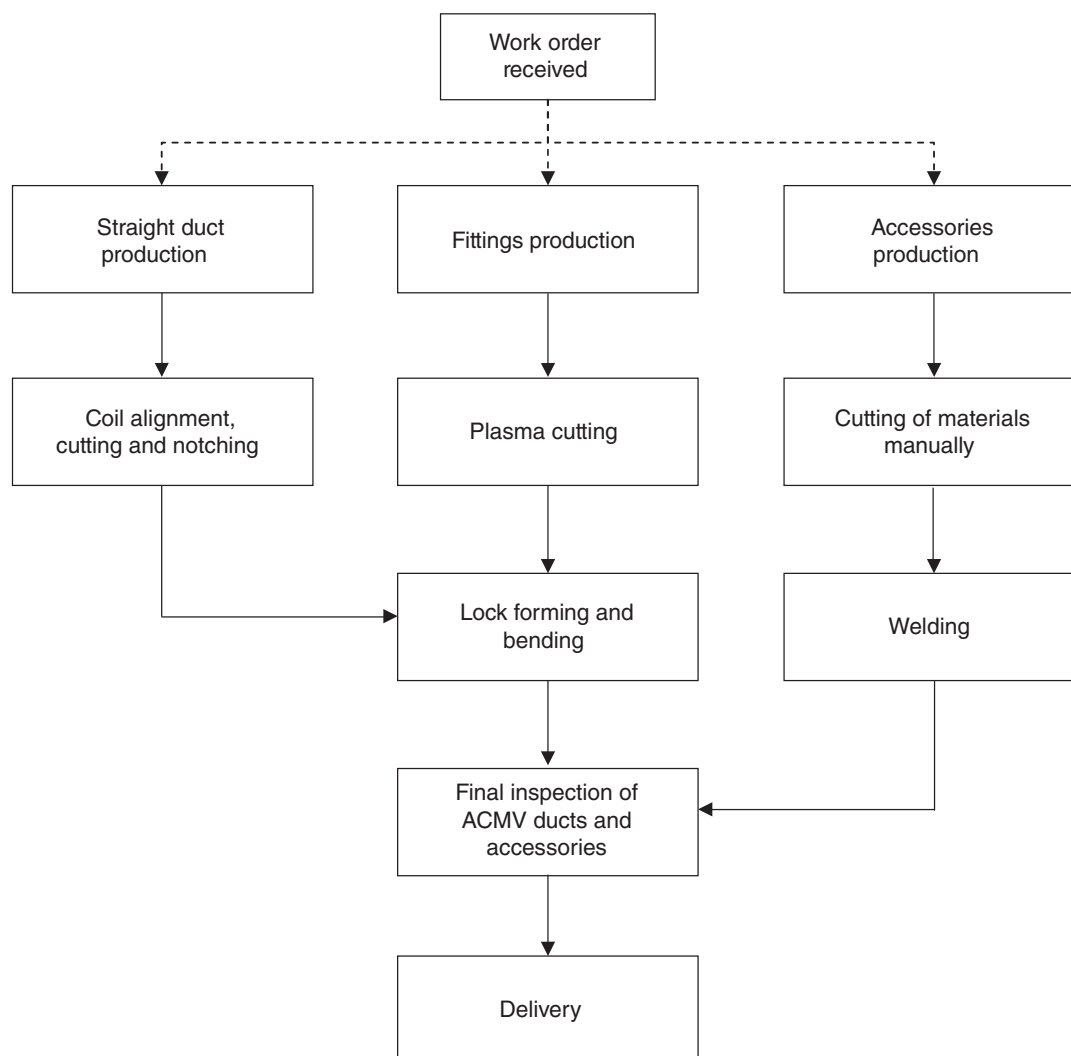 Work order
received
Straight duct
production
Fittings production
Accessories
production
Coil alignment,
cutting and notching
Plasma cutting
Cutting of materials
manually
Lock forming and
bending
Welding
Final inspection of
ACMV ducts and
accessories
Delivery